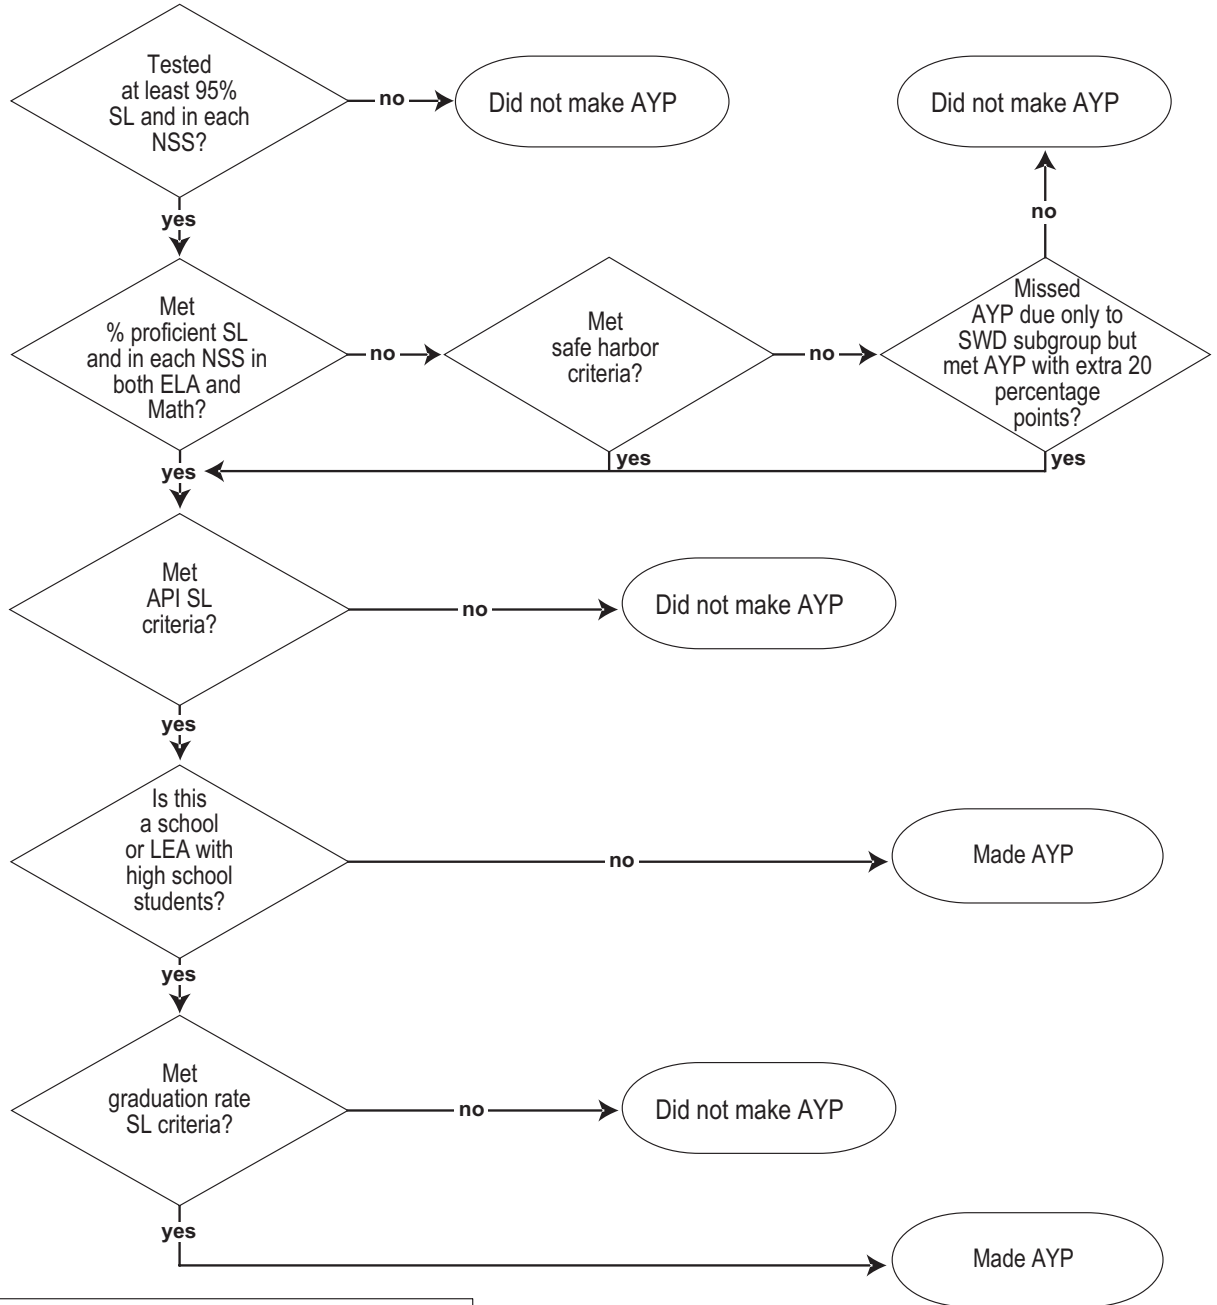 Tested
at least 95%
SL and in each
NSS?
no
Did not make AYP
Did not make AYP
yes
no
Met
% proficient SL
and in each NSS in
both ELA and
Math?
no
Met
safe harbor
criteria?
no
Missed
AYP due only to
SWD subgroup but
met AYP with extra 20
percentage
points?
yes
yes
yes
Met
API SL
criteria?
no
Did not make AYP
yes
Is this
a school
or LEA with
high school
students?
no
Made AYP
yes
Met
graduation rate
SL criteria?
no
Did not make AYP
yes
Made AYP